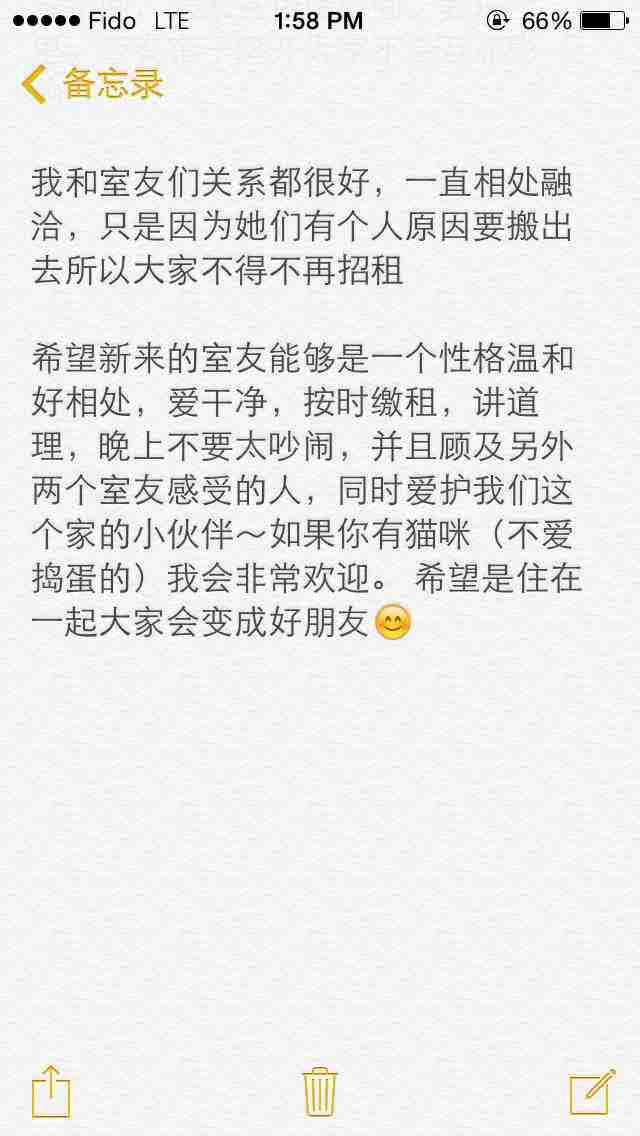 Fido LTE 1:58 PM 66%
备忘录
我和室友们关系都很好，一直相处融
洽，只是因为她们有个人原因要搬出
去所以大家不得不再招租
希望新来的室友能够是一个性格温和
好相处，爱干净，按时缴租，讲道
理，晚上不要太吵闹，并且顾及另外
两个室友感受的人，同时爱护我们这
个家的小伙伴～如果你有猫咪（不爱
捣蛋的）我会非常欢迎。 希望是住在
一起大家会变成好朋友😊